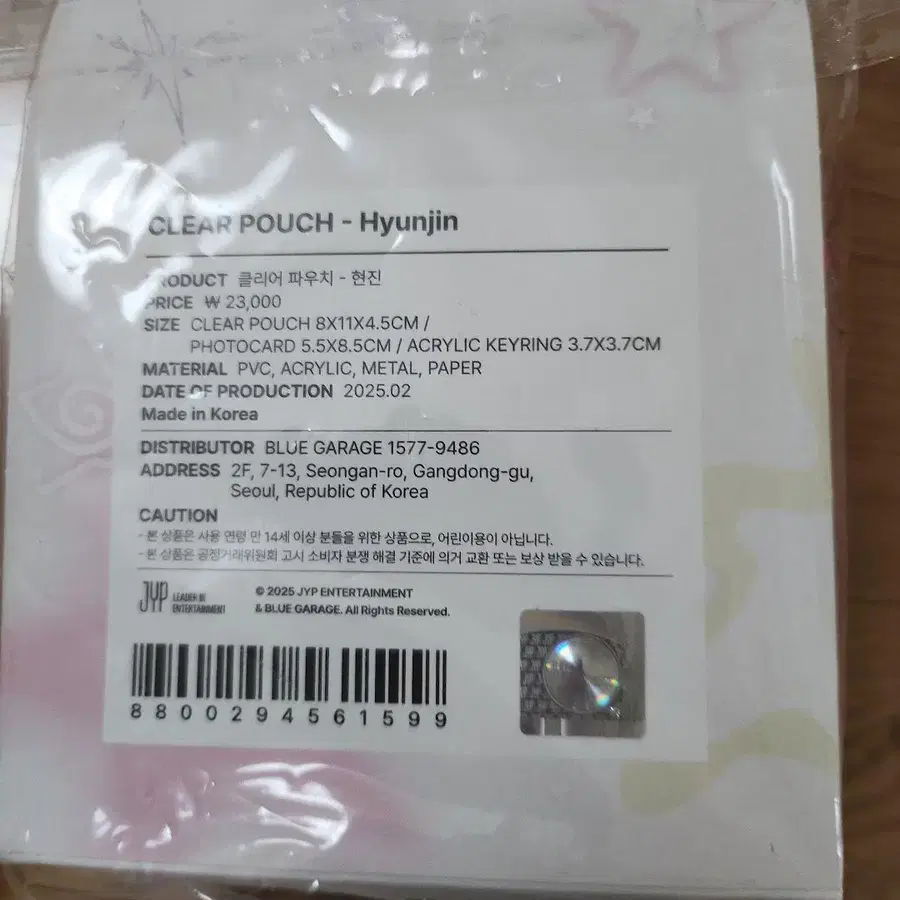 CLEAR POUCH - Hyunjin
PRODUCT 클리어 파우치 - 현진
PRICE ₩ 23,000
SIZE CLEAR POUCH 8X11X4.5CM /
PHOTOCARD 5.5X8.5CM / ACRYLIC KEYRING 3.7X3.7CM
MATERIAL PVC, ACRYLIC, METAL, PAPER
DATE OF PRODUCTION 2025.02
Made in Korea
DISTRIBUTOR BLUE GARAGE 1577-9486
ADDRESS 2F, 7-13, Seongan-ro, Gangdong-gu,
Seoul, Republic of Korea
CAUTION
- 본 상품은 사용 연령 만 14세 이상 분들을 위한 상품으로, 어린이용이 아닙니다.
- 본 상품은 공정거래위원회 고시 소비자 분쟁 해결 기준에 의거 교환 또는 보상 받을 수 있습니다.
JYP LEADER IN
ENTERTAINMENT
© 2025 JYP ENTERTAINMENT
& BLUE GARAGE. All Rights Reserved.
8800294561599